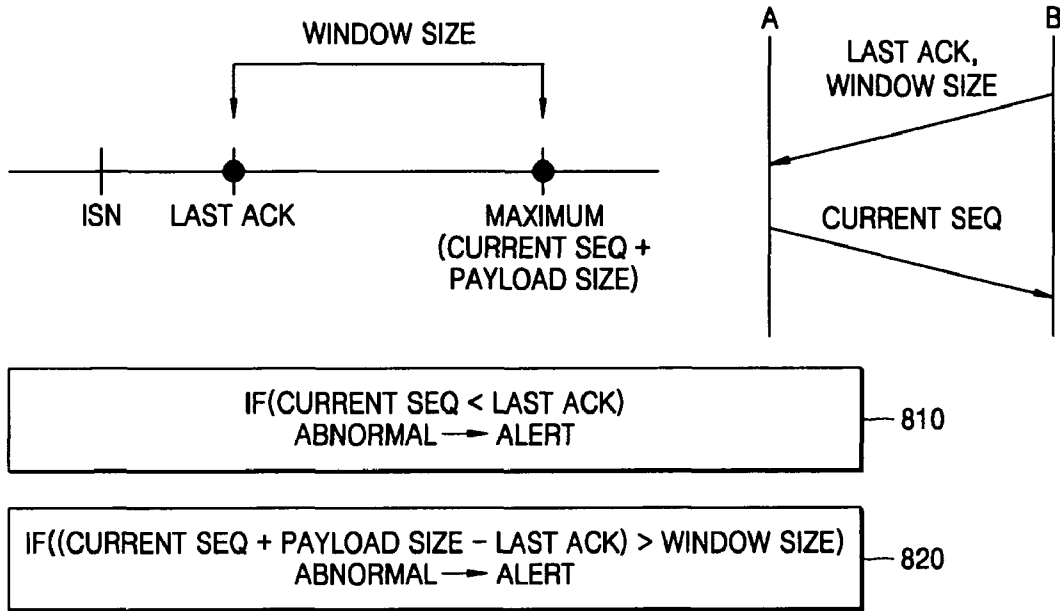 WINDOW SIZE
ISN
LAST ACK
MAXIMUM
(CURRENT SEQ +
PAYLOAD SIZE)
A
B
LAST ACK,
WINDOW SIZE
CURRENT SEQ
IF(CURRENT SEQ < LAST ACK)
ABNORMAL → ALERT
810
IF((CURRENT SEQ + PAYLOAD SIZE - LAST ACK) > WINDOW SIZE)
ABNORMAL → ALERT
820